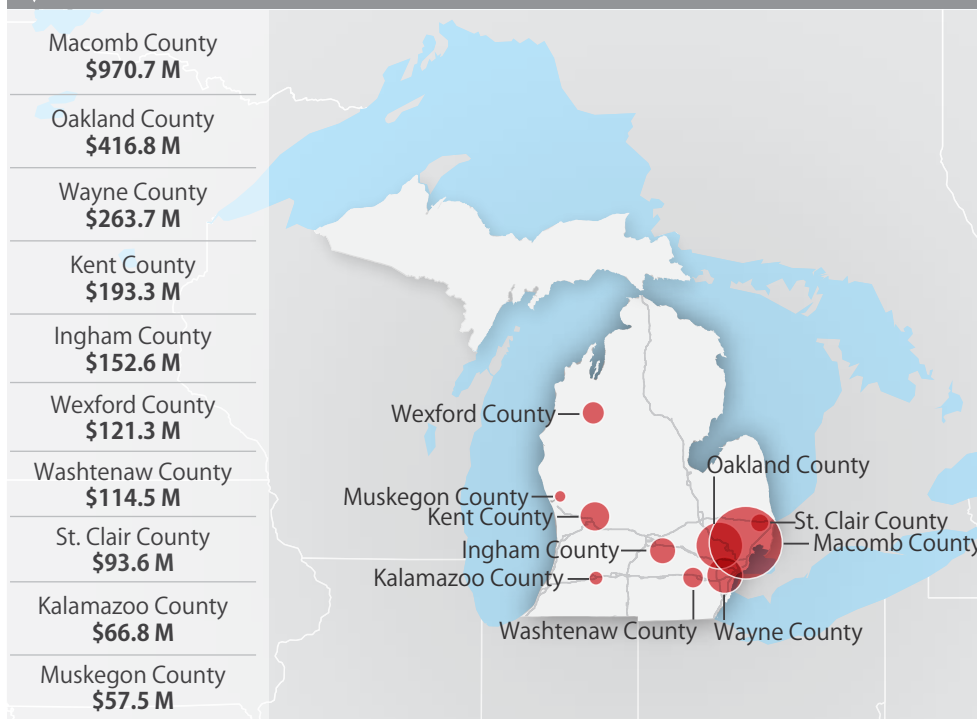 Macomb County
$970.7 M
Oakland County
$416.8 M
Wayne County
$263.7 M
Kent County
$193.3 M
Ingham County
$152.6 M
Wexford County
$121.3 M
Washtenaw County
$114.5 M
St. Clair County
$93.6 M
Kalamazoo County
$66.8 M
Muskegon County
$57.5 M
Wexford County
Oakland County
Muskegon County
Kent County
St. Clair County
Macomb County
Ingham County
Kalamazoo County
Washtenaw County
Wayne County